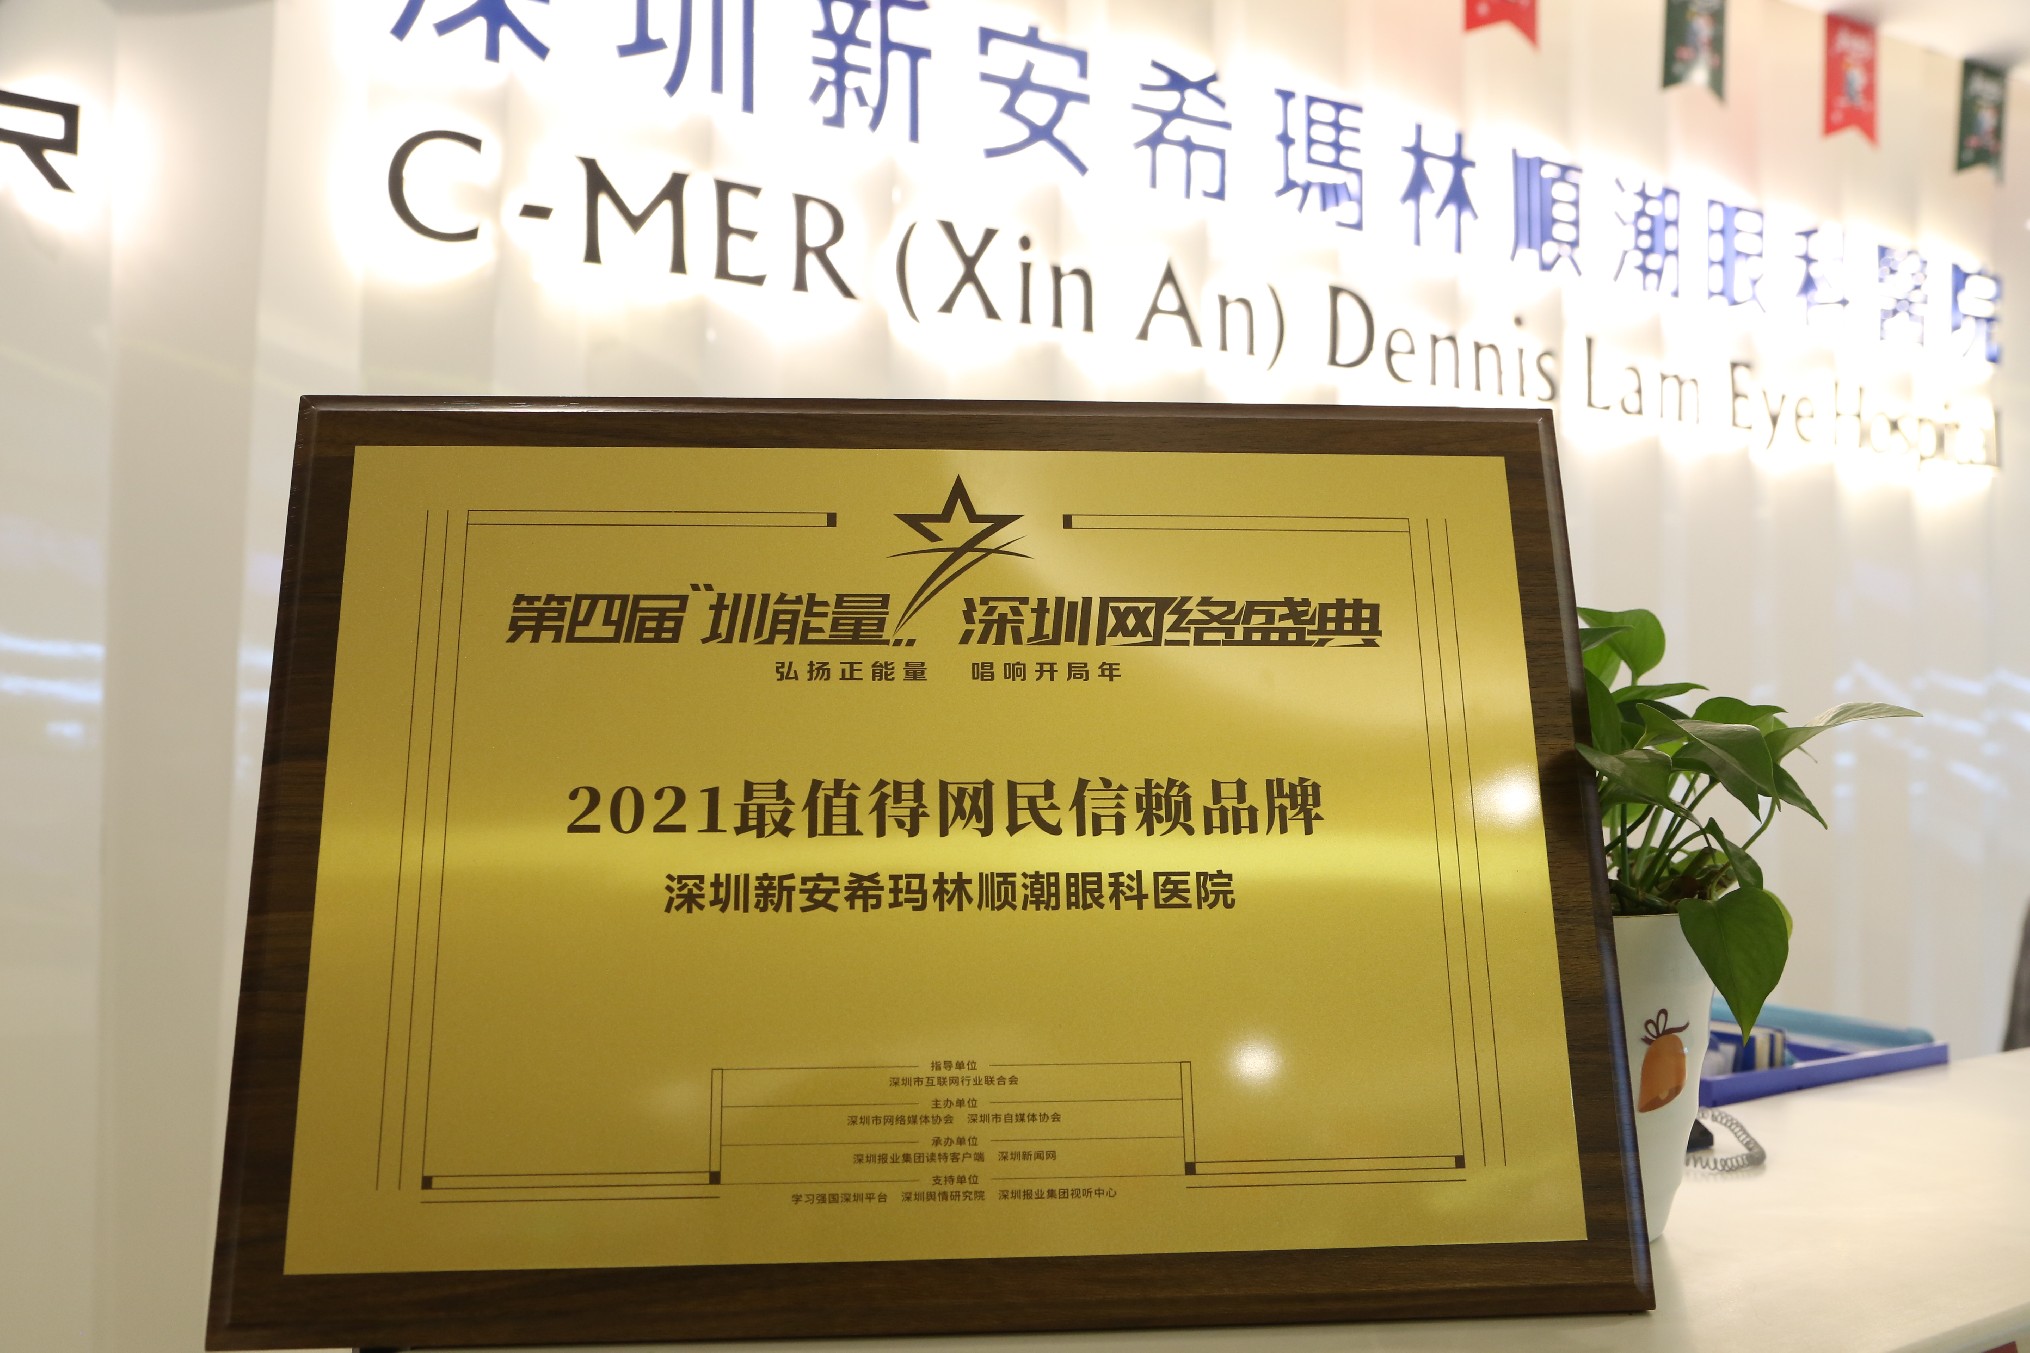 深圳新安希瑪林順潮眼科醫院
R
C-MER (Xin An) Dennis Lam Eye Hospital
第四届“圳能量” 深圳网络盛典
弘扬正能量 唱响开局年
2021最值得网民信赖品牌
深圳新安希玛林顺潮眼科医院
指导单位
深圳市互联网行业联合会
主办单位
深圳市网络媒体协会 深圳市自媒体协会
承办单位
深圳报业集团读特客户端 深圳新闻网
支持单位
学习强国深圳平台 深圳舆情研究院 深圳报业集团视听中心